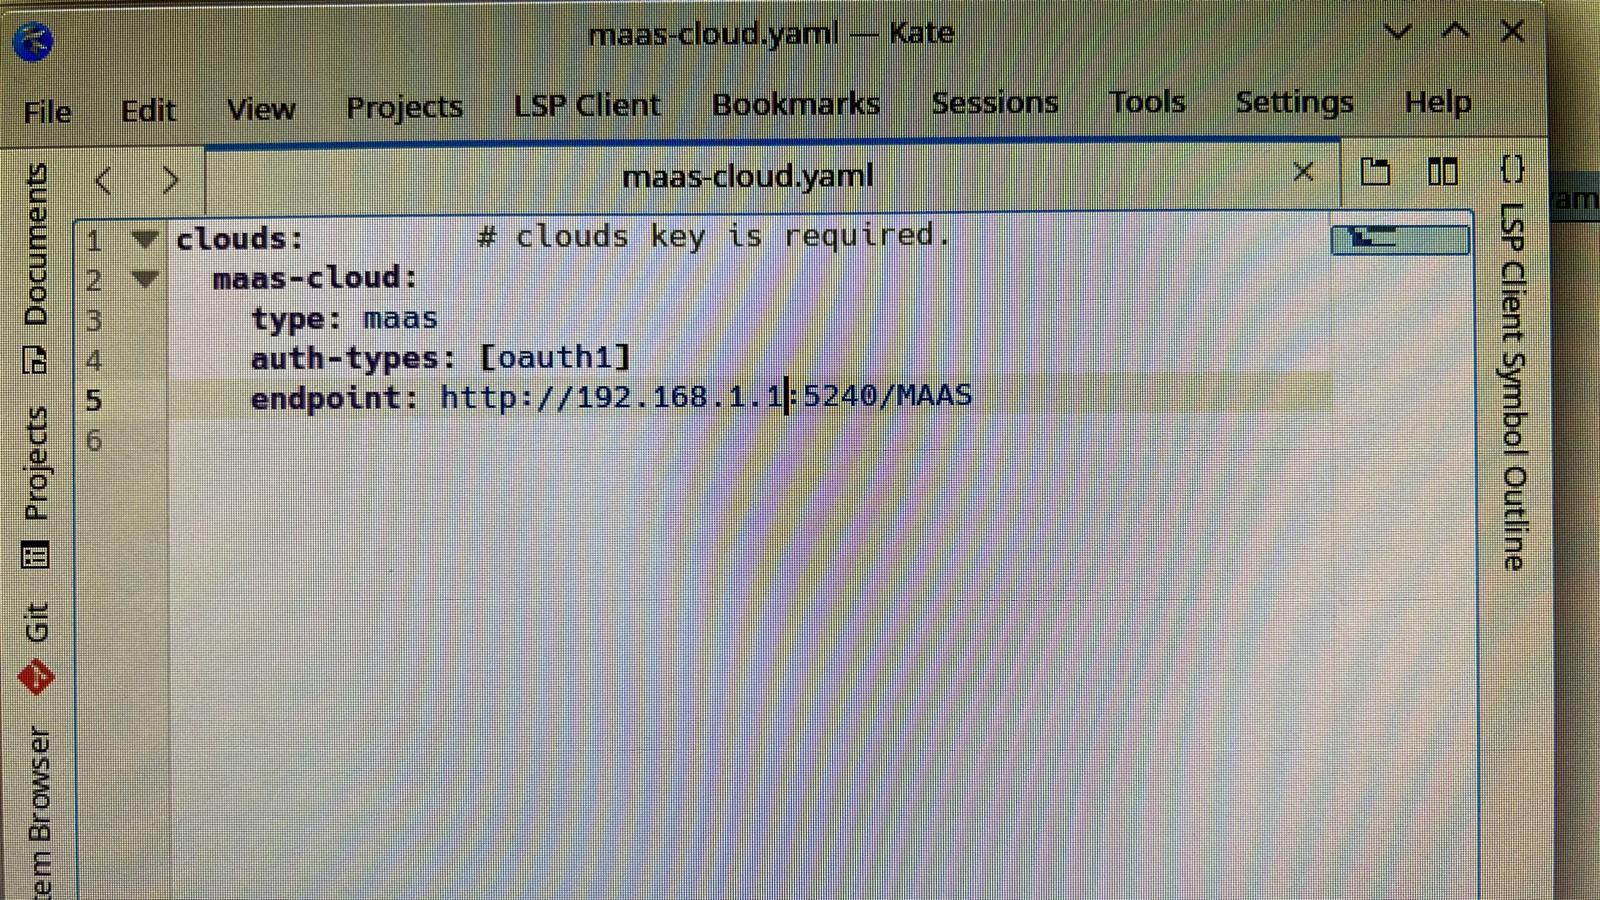 maas-cloud.yaml — Kate
File Edit View Projects LSP Client Bookmarks Sessions Tools Settings Help
maas-cloud.yaml
1 clouds:         # clouds key is required.
2   maas-cloud:
3     type: maas
4     auth-types: [oauth1]
5     endpoint: http://192.168.1.1:5240/MAAS
6
Documents
Projects
Git
Browser
{} LSP Client Symbol Outline